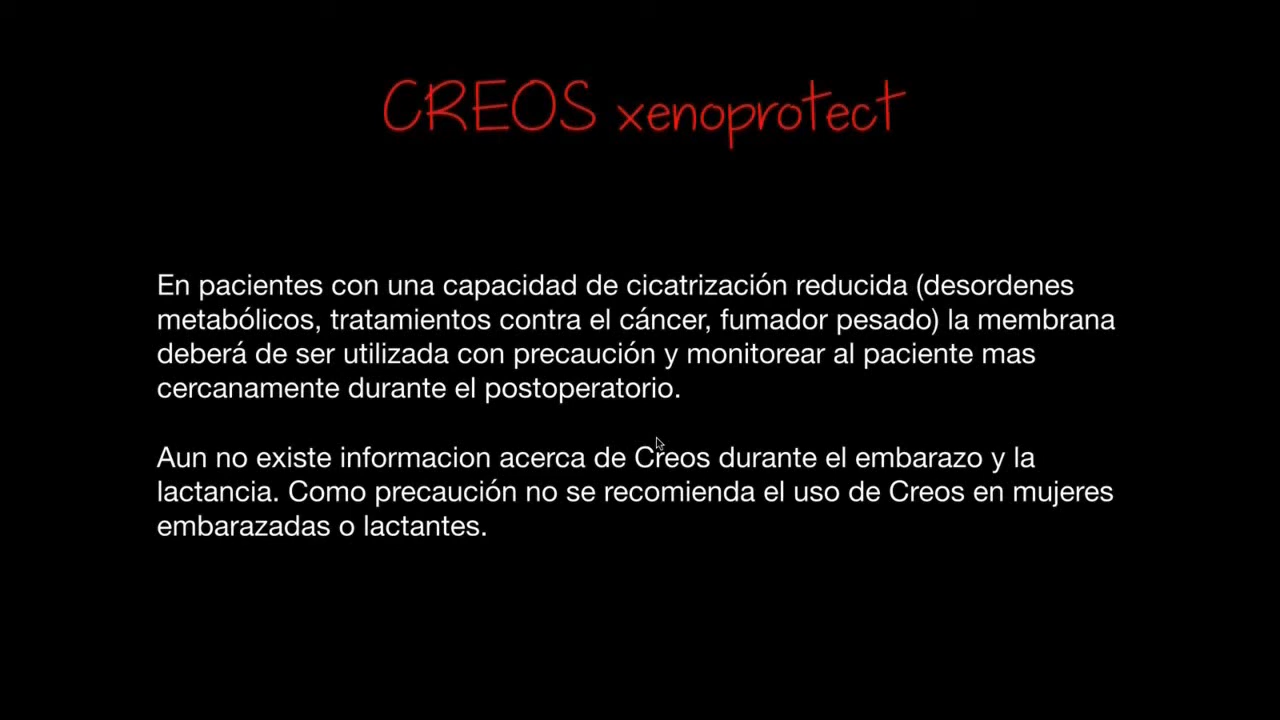 CREOS xenoprotect
En pacientes con una capacidad de cicatrización reducida (desordenes
metabólicos, tratamientos contra el cáncer, fumador pesado) la membrana
deberá de ser utilizada con precaución y monitorear al paciente mas
cercanamente durante el postoperatorio.
Aun no existe informacion acerca de Creos durante el embarazo y la
lactancia. Como precaución no se recomienda el uso de Creos en mujeres
embarazadas o lactantes.